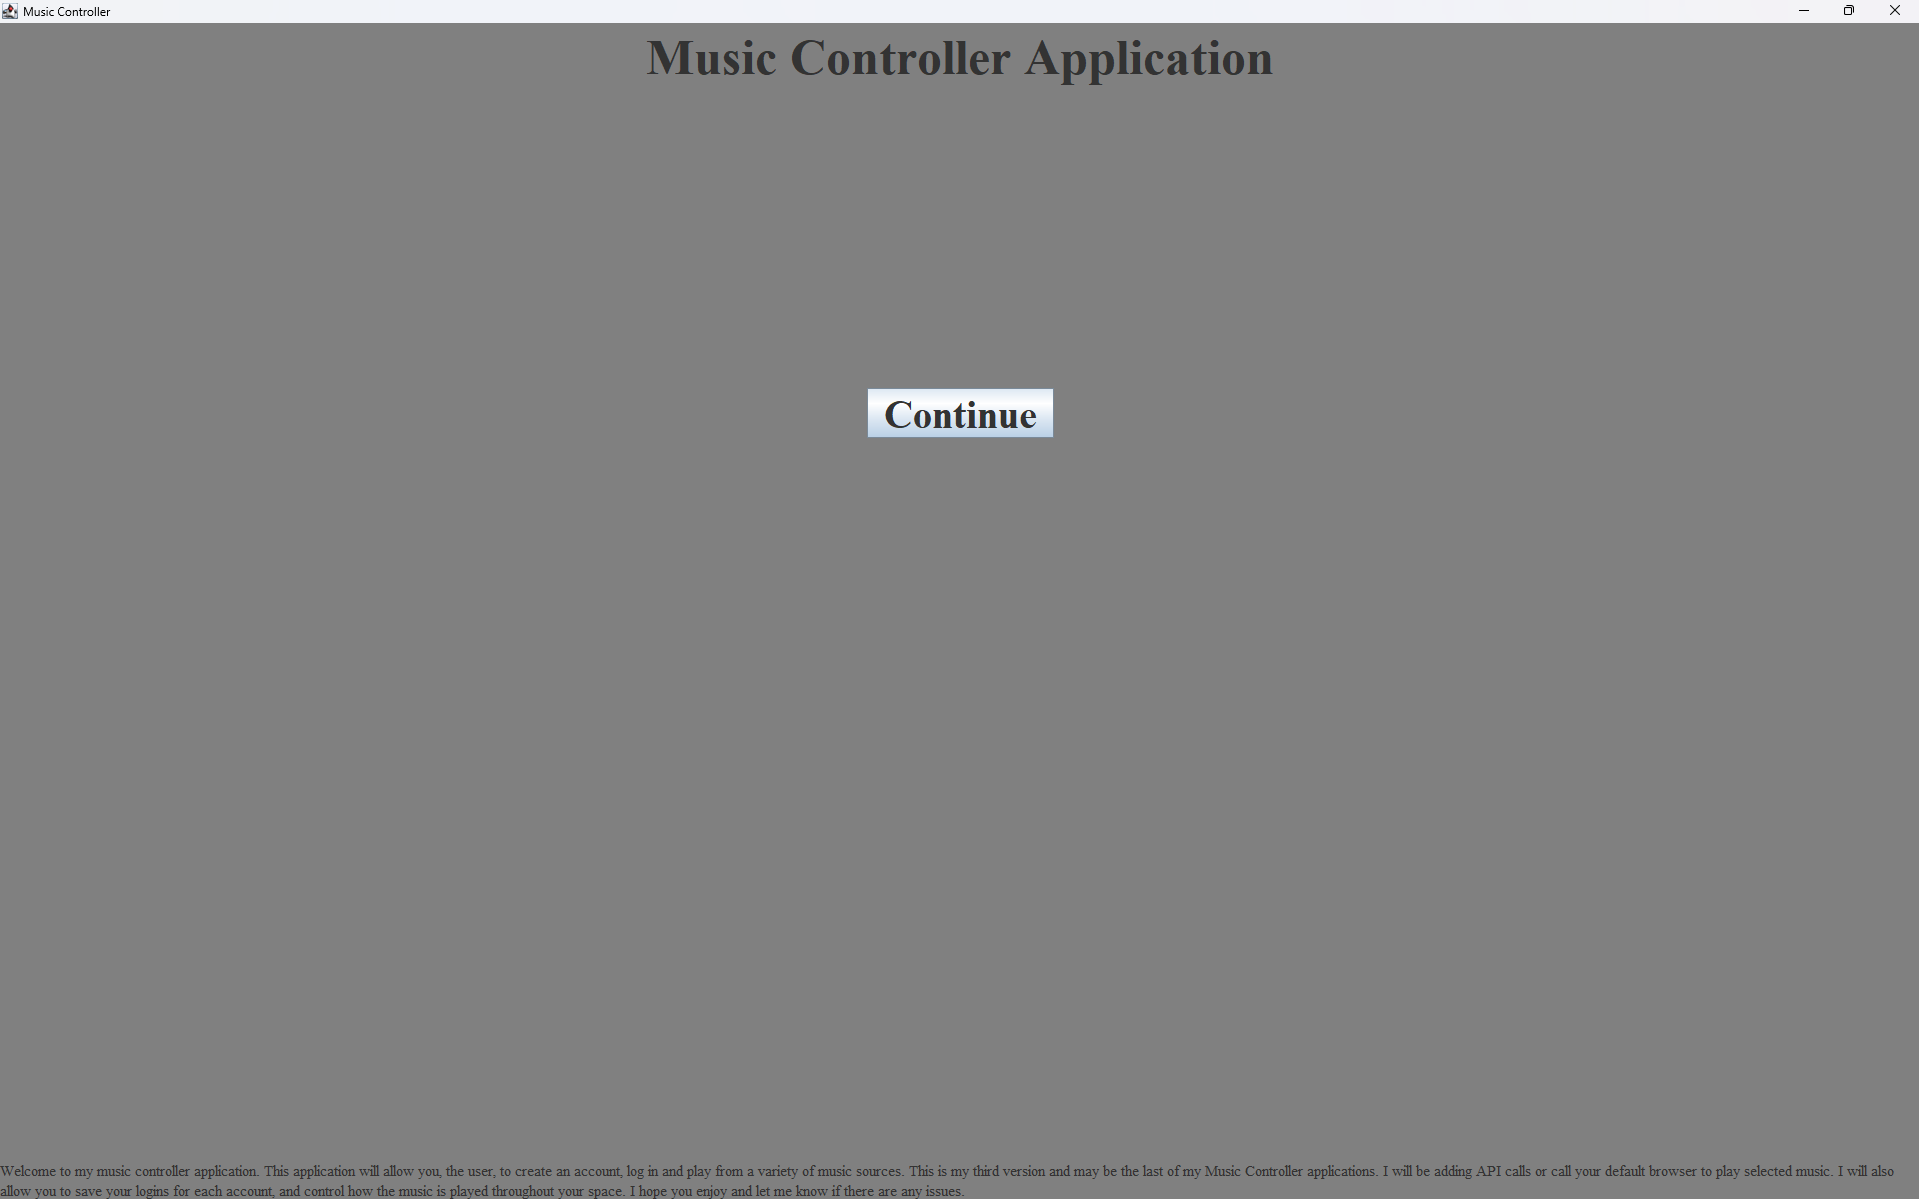 Music Controller
Music Controller Application
Continue
Welcome to my music controller application. This application will allow you, the user, to create an account, log in and play from a variety of music sources. This is my third version and may be the last of my Music Controller applications. I will be adding API calls or call your default browser to play selected music. I will also
allow you to save your logins for each account, and control how the music is played throughout your space. I hope you enjoy and let me know if there are any issues.